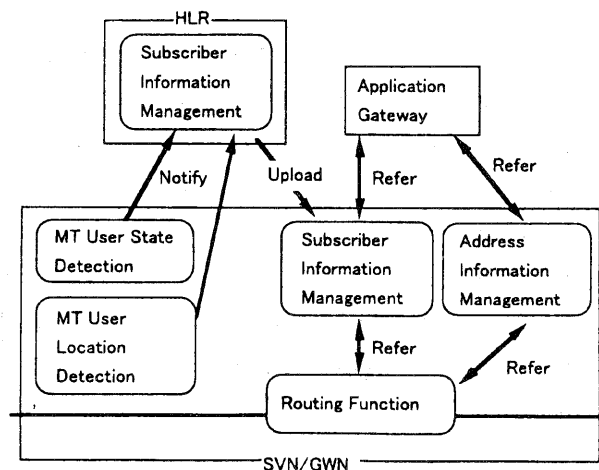 HLR
Subscriber
Information
Management
Application
Gateway
Notify
Upload
Refer
Refer
MT User State
Detection
Subscriber
Information
Management
Address
Information
Management
MT User
Location
Detection
Refer
Refer
Routing Function
SVN/GWN